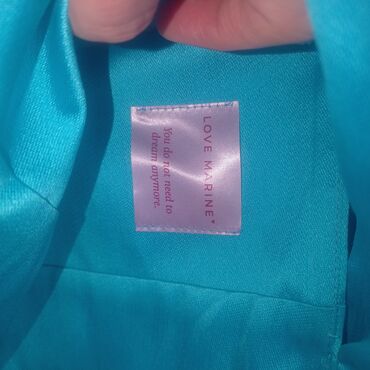 LOVE MARINE*
You do not need to
dream anymore.